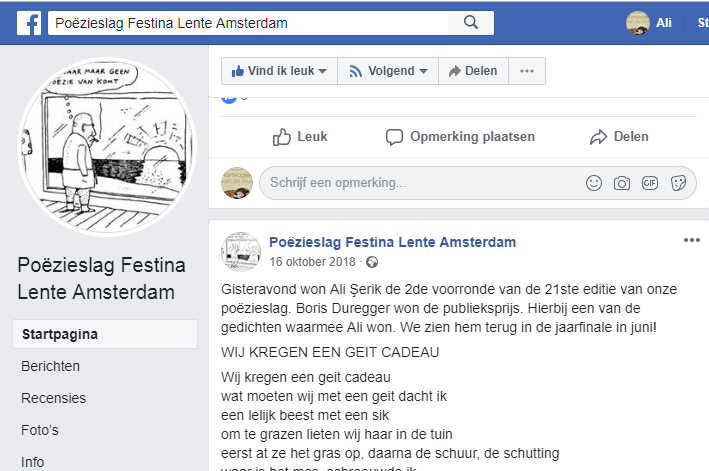 Poëzieslag Festina Lente Amsterdam
Ali
MAAR GEEN
VAN KOMT
Vind ik leuk
Volgend
Delen
Leuk
Opmerking plaatsen
Delen
Schrijf een opmerking...
GIF
Poëzieslag Festina
Lente Amsterdam
Startpagina
Berichten
Recensies
Foto's
Info
Poëzieslag Festina Lente Amsterdam
16 oktober 2018 ·
Gisteravond won Ali Şerik de 2de voorronde van de 21ste editie van onze
poëzieslag. Boris Duregger won de publieksprijs. Hierbij een van de
gedichten waarmee Ali won. We zien hem terug in de jaarfinale in juni!
WIJ KREGEN EEN GEIT CADEAU
Wij kregen een geit cadeau
wat moeten wij met een geit dacht ik
een lelijk beest met een sik
om te grazen lieten wij haar in de tuin
eerst at ze het gras op, daarna de schuur, de schutting